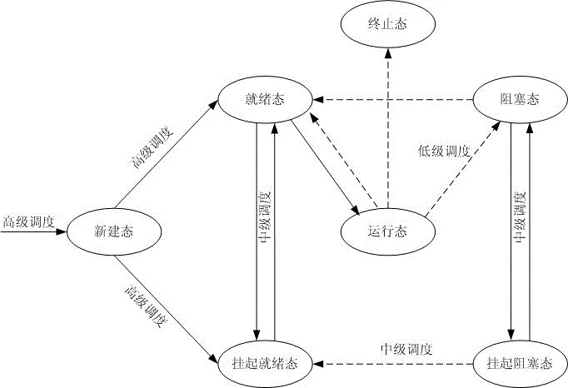 终止态
就绪态
阻塞态
高级调度
低级调度
高级调度
新建态
中级调度
运行态
中级调度
高级调度
中级调度
挂起就绪态
挂起阻塞态